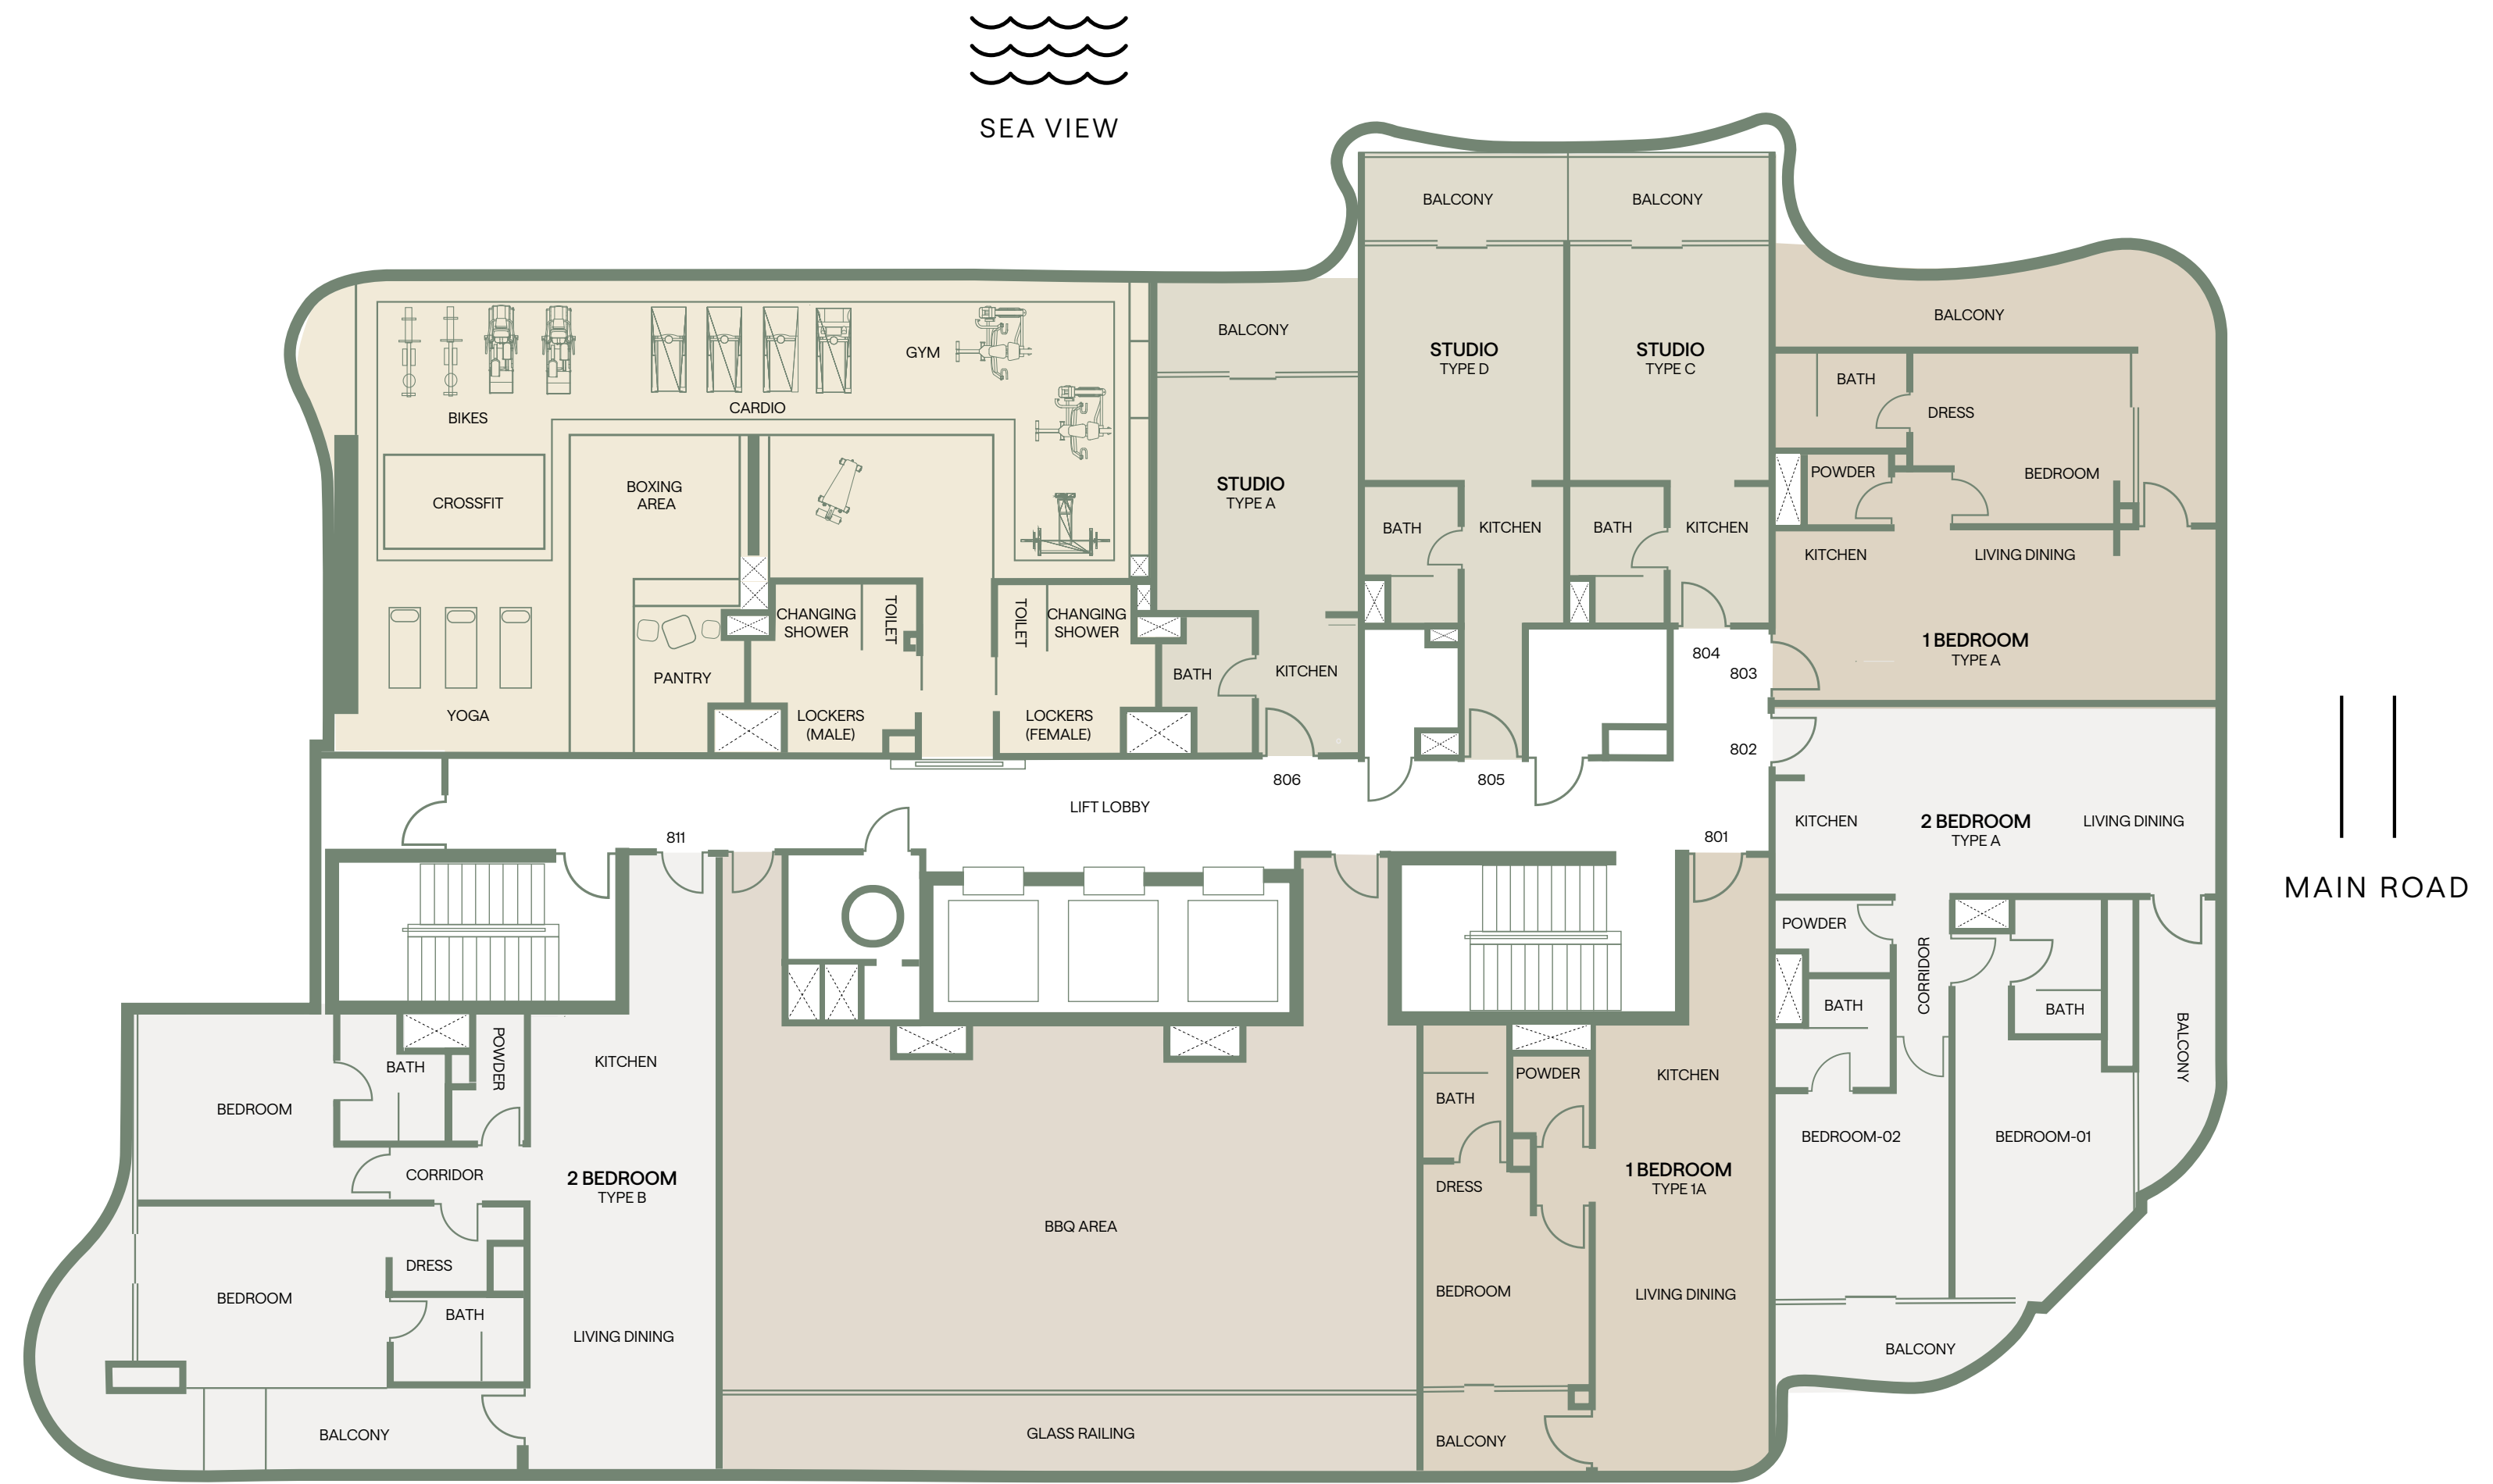 SEA VIEW
BALCONY
BALCONY
BALCONY
BALCONY
GYM
STUDIO
TYPE D
STUDIO
TYPE C
BATH
DRESS
CARDIO
BIKES
BEDROOM
POWDER
STUDIO
TYPE A
BOXING
AREA
CROSSFIT
BATH
KITCHEN
BATH
KITCHEN
KITCHEN
LIVING DINING
CHANGING
SHOWER
TOILET
TOILET
CHANGING
SHOWER
1 BEDROOM
TYPE A
804
803
PANTRY
BATH
KITCHEN
YOGA
LOCKERS
(MALE)
LOCKERS
(FEMALE)
802
806
805
LIFT LOBBY
811
801
KITCHEN
2 BEDROOM
TYPE A
LIVING DINING
MAIN ROAD
POWDER
CORRIDOR
BATH
BATH
BALCONY
POWDER
BATH
KITCHEN
BEDROOM
CORRIDOR
2 BEDROOM
TYPE B
DRESS
BEDROOM
BATH
LIVING DINING
BALCONY
BBQ AREA
GLASS RAILING
BATH
POWDER
KITCHEN
DRESS
1 BEDROOM
TYPE 1A
BEDROOM
LIVING DINING
BALCONY
BEDROOM-02
BEDROOM-01
BALCONY